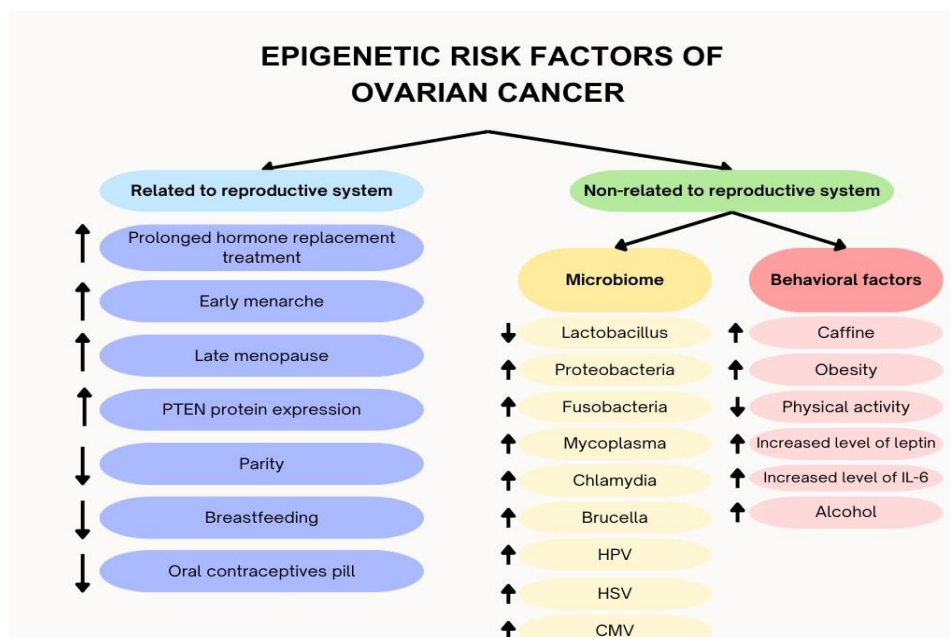 EPIGENETIC RISK FACTORS OF
OVARIAN CANCER
Related to reproductive system
Prolonged hormone replacement
treatment
Early menarche
Late menopause
PTEN protein expression
Parity
Breastfeeding
Oral contraceptives pill
Non-related to reproductive system
Microbiome
Lactobacillus
Proteobacteria
Fusobacteria
Mycoplasma
Chlamydia
Brucella
HPV
HSV
CMV
Behavioral factors
Caffine
Obesity
Physical activity
Increased level of leptin
Increased level of IL-6
Alcohol